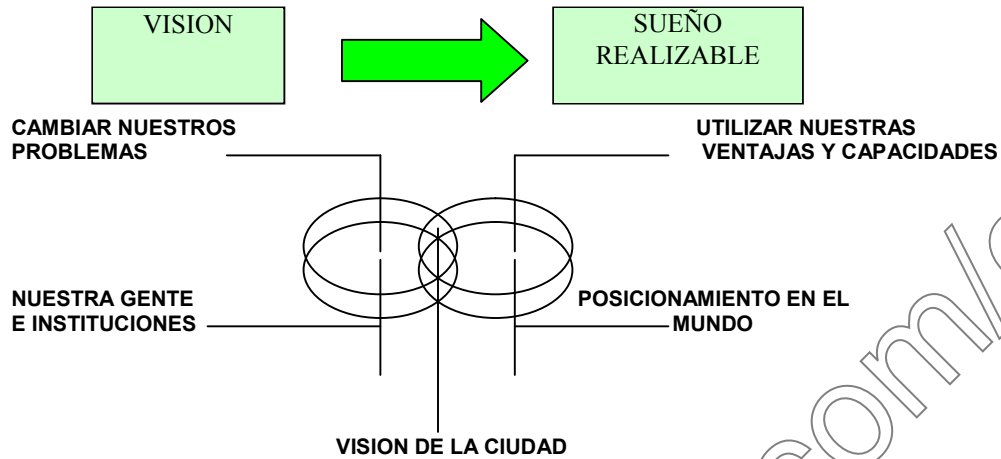 VISION
SUEÑO
REALIZABLE
CAMBIAR NUESTROS
PROBLEMAS
UTILIZAR NUESTRAS
VENTAJAS Y CAPACIDADES
NUESTRA GENTE
E INSTITUCIONES
POSICIONAMIENTO EN EL
MUNDO
VISION DE LA CIUDAD
com/